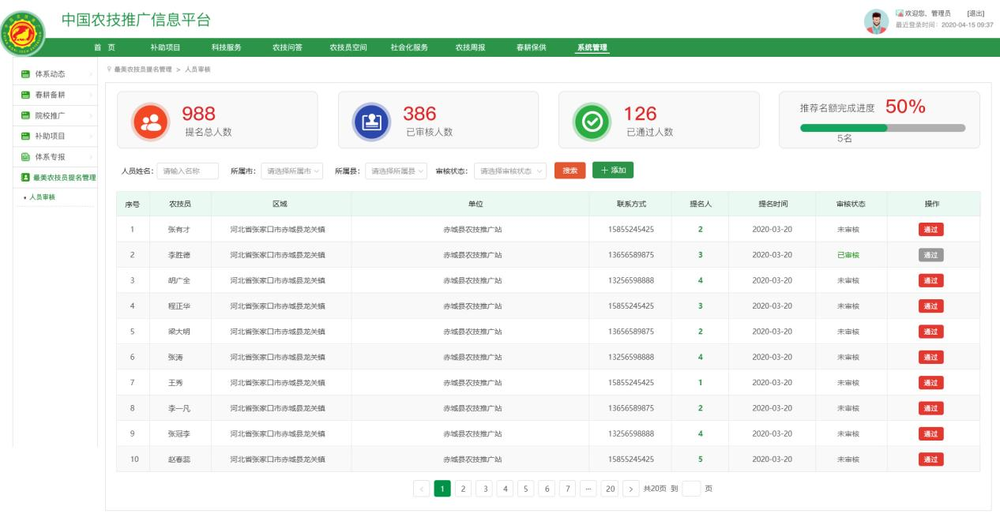 中国农技推广信息平台
欢迎您、管理员 [退出]
最近登录时间：2020-04-15 09:37
首 页 补助项目 科技服务 农技问答 农技员空间 社会化服务 农技周报 春耕保供 系统管理
体系动态
春耕备耕
院校推广
补助项目
体系专报
最美农技员提名管理
人员审核
最美农技员提名管理 > 人员审核
988
提名总人数
386
已审核人数
126
已通过人数
推荐名额完成进度 50%
5名
人员姓名： 请输入名称 所属市： 请选择所属市 所属县： 请选择所属县 审核状态： 请选择审核状态 搜索 ＋ 添加
序号 农技员 区域 单位 联系方式 提名人 提名时间 审核状态 操作
1 张有才 河北省张家口市赤城县龙关镇 赤城县农技推广站 15855245425 2 2020-03-20 未审核 通过
2 李胜德 河北省张家口市赤城县龙关镇 赤城县农技推广站 13656589875 3 2020-03-20 已审核 通过
3 胡广全 河北省张家口市赤城县龙关镇 赤城县农技推广站 13256598888 4 2020-03-20 未审核 通过
4 程正华 河北省张家口市赤城县龙关镇 赤城县农技推广站 15855245425 3 2020-03-20 未审核 通过
5 梁大明 河北省张家口市赤城县龙关镇 赤城县农技推广站 13656589875 2 2020-03-20 未审核 通过
6 张涛 河北省张家口市赤城县龙关镇 赤城县农技推广站 13256598888 4 2020-03-20 未审核 通过
7 王秀 河北省张家口市赤城县龙关镇 赤城县农技推广站 15855245425 1 2020-03-20 未审核 通过
8 李一凡 河北省张家口市赤城县龙关镇 赤城县农技推广站 13656589875 2 2020-03-20 未审核 通过
9 张冠李 河北省张家口市赤城县龙关镇 赤城县农技推广站 13256598888 4 2020-03-20 未审核 通过
10 赵春蕊 河北省张家口市赤城县龙关镇 赤城县农技推广站 15855245425 5 2020-03-20 未审核 通过
< 1 2 3 4 5 6 7 ··· 20 > 共20页 到 页